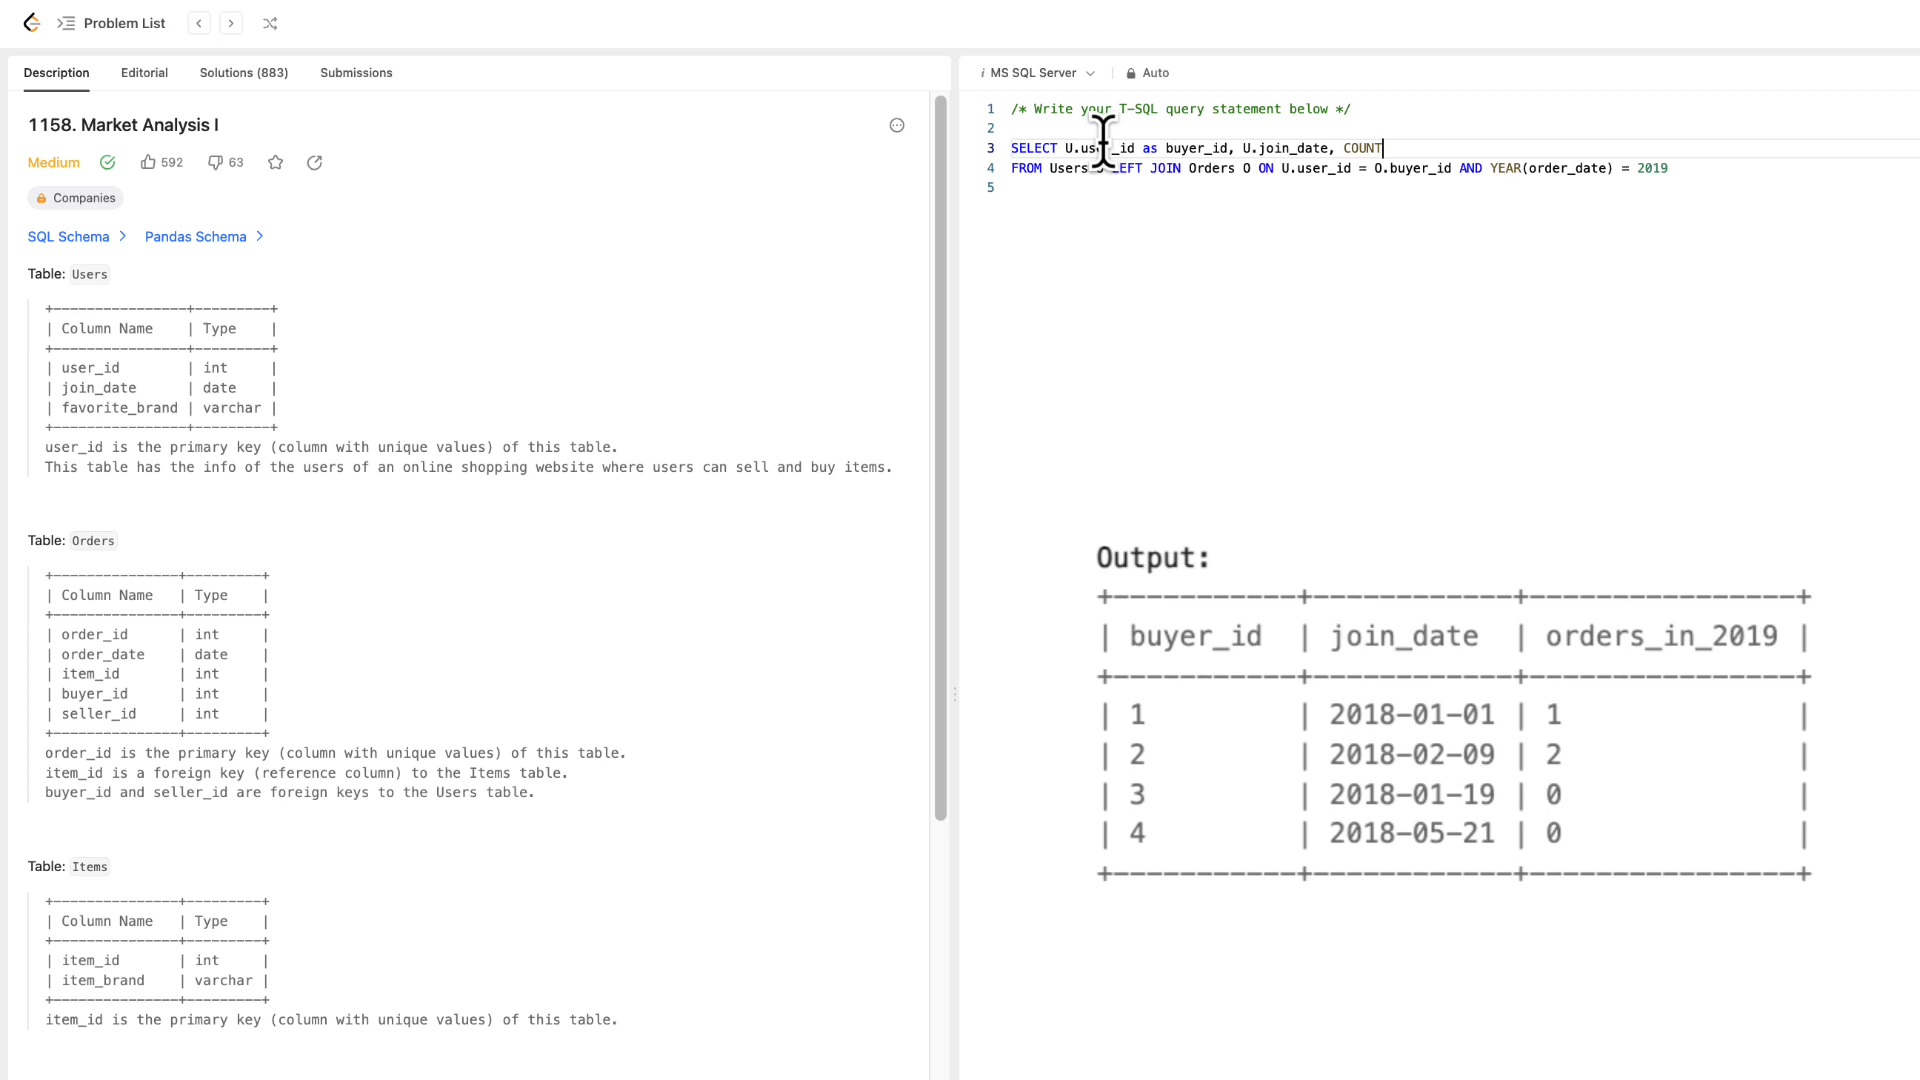 Problem List
Description Editorial Solutions (883) Submissions
1158. Market Analysis I
Medium 592 63
Companies
SQL Schema Pandas Schema
Table: Users
+----------------+---------+
| Column Name    | Type    |
+----------------+---------+
| user_id        | int     |
| join_date      | date    |
| favorite_brand | varchar |
+----------------+---------+
user_id is the primary key (column with unique values) of this table.
This table has the info of the users of an online shopping website where users can sell and buy items.
Table: Orders
+---------------+---------+
| Column Name   | Type    |
+---------------+---------+
| order_id      | int     |
| order_date    | date    |
| item_id       | int     |
| buyer_id      | int     |
| seller_id     | int     |
+---------------+---------+
order_id is the primary key (column with unique values) of this table.
item_id is a foreign key (reference column) to the Items table.
buyer_id and seller_id are foreign keys to the Users table.
Table: Items
+---------------+---------+
| Column Name   | Type    |
+---------------+---------+
| item_id       | int     |
| item_brand    | varchar |
+---------------+---------+
item_id is the primary key (column with unique values) of this table.
i MS SQL Server Auto
1 /* Write your T-SQL query statement below */
2
3 SELECT U.user_id as buyer_id, U.join_date, COUNT
4 FROM Users U LEFT JOIN Orders O ON U.user_id = O.buyer_id AND YEAR(order_date) = 2019
5
Output:
+-----------+-------------+-----------------+
| buyer_id  | join_date   | orders_in_2019 |
+-----------+-------------+-----------------+
| 1 | 2018-01-01 | 1 |
| 2 | 2018-02-09 | 2 |
| 3 | 2018-01-19 | 0 |
| 4 | 2018-05-21 | 0 |
+-----------+-------------+-----------------+